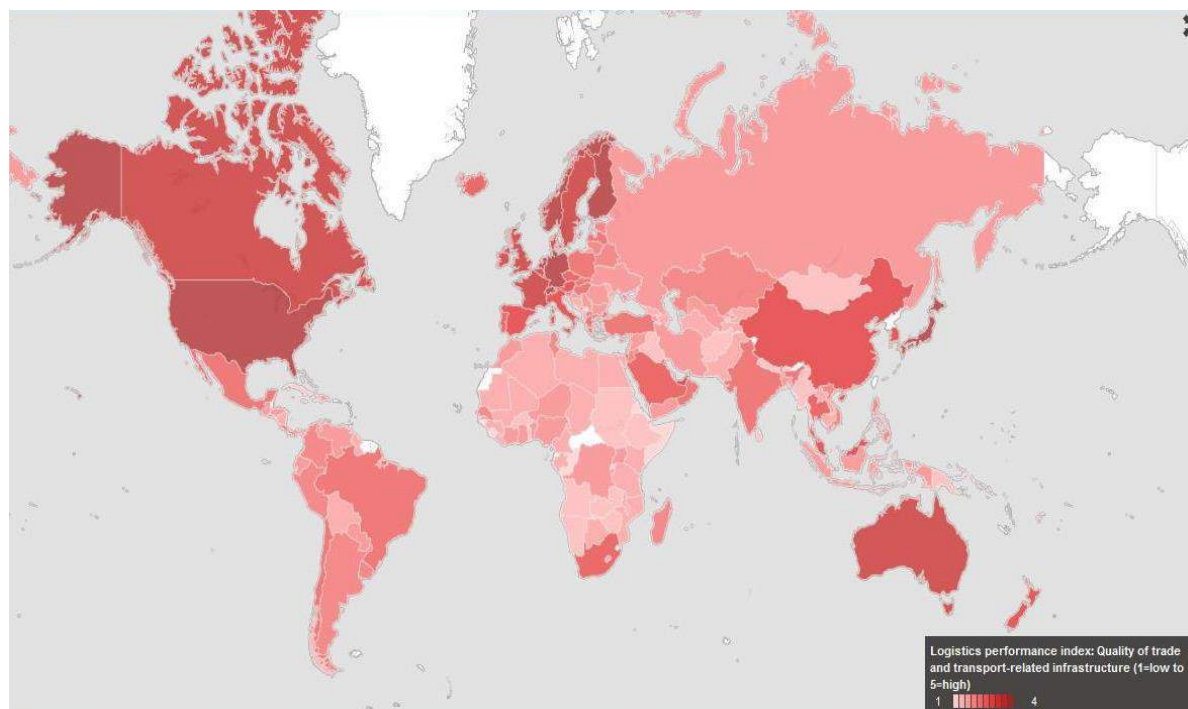 Logistics performance index: Quality of trade
and transport-related infrastructure (1=low to
5=high)
1 4